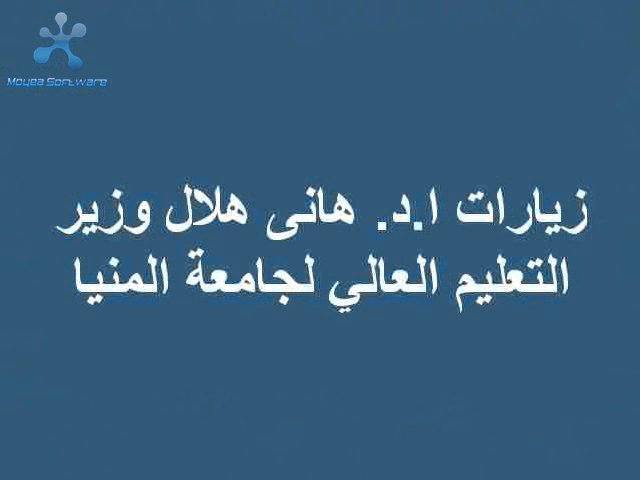 Moyea Software
زيارات ا.د. هانى هلال وزير
التعليم العالي لجامعة المنيا